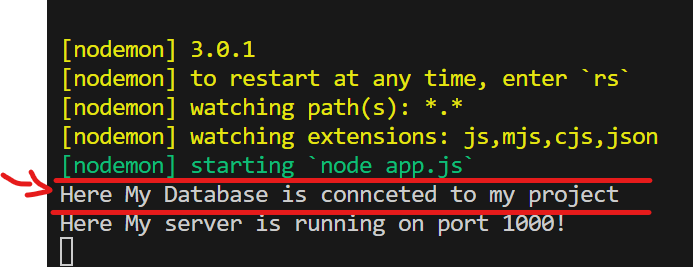 [nodemon] 3.0.1
[nodemon] to restart at any time, enter `rs`
[nodemon] watching path(s): *.*
[nodemon] watching extensions: js,mjs,cjs,json
[nodemon] starting `node app.js`
Here My Database is connceted to my project
Here My server is running on port 1000!